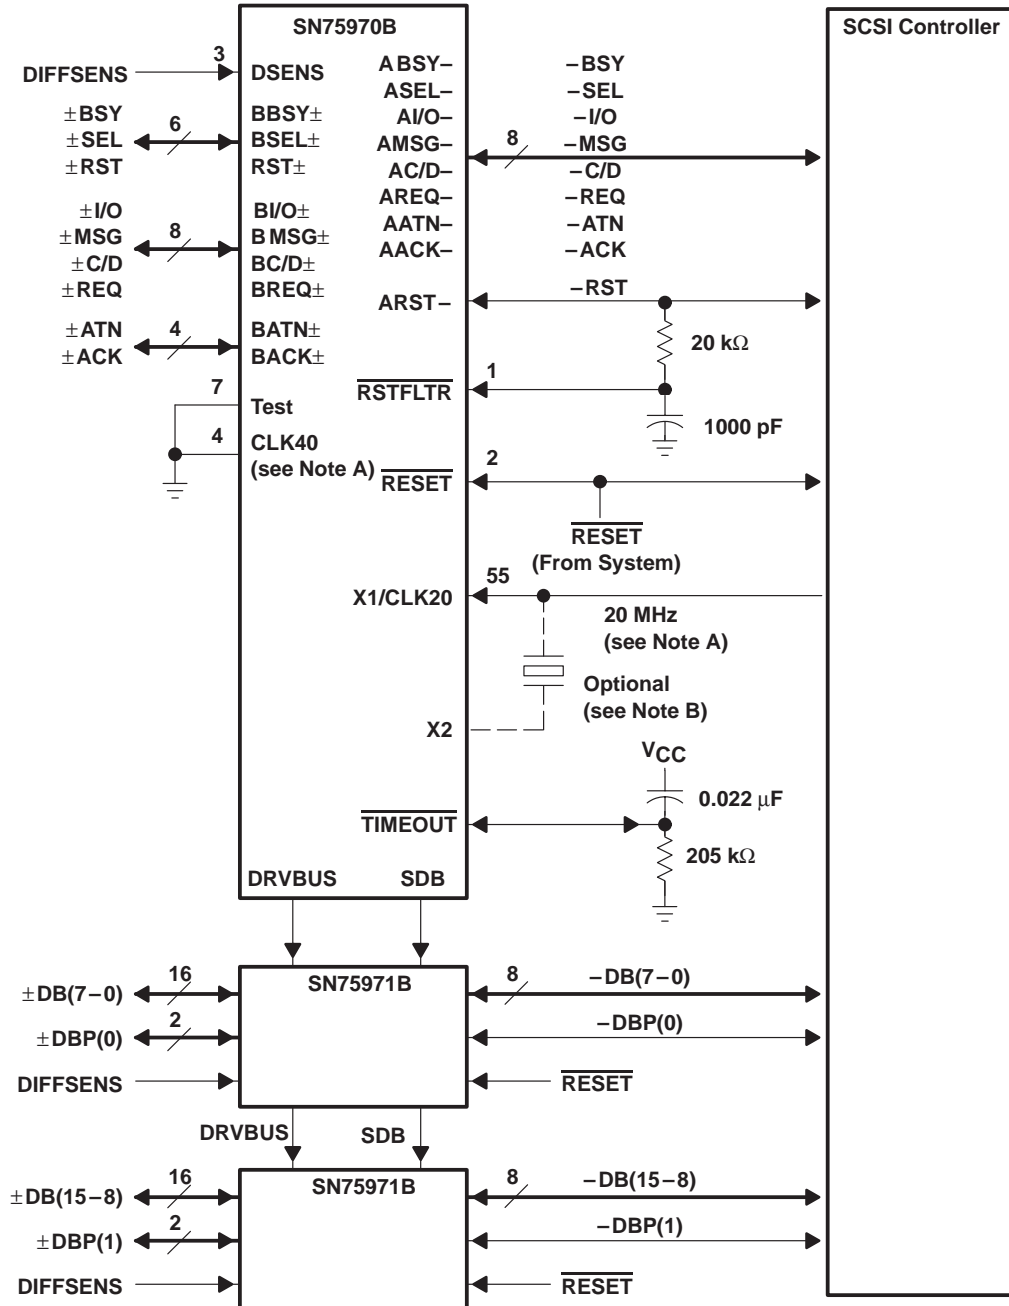 SN75970B
SCSI Controller
DIFFSENS
3
DSENS
±BSY
±SEL
±RST
6
BBSY±
BSEL±
RST±
±I/O
±MSG
±C/D
±REQ
8
BI/O±
BMSG±
BC/D±
BREQ±
±ATN
±ACK
4
BATN±
BACK±
7
Test
4
CLK40
(see Note A)
ABSY–
ASEL–
AI/O–
AMSG–
AC/D–
AREQ–
AATN–
AACK–
8
–BSY
–SEL
–I/O
–MSG
–C/D
–REQ
–ATN
–ACK
ARST–
–RST
20 kΩ
RSTFLTR
1
1000 pF
RESET
2
RESET
(From System)
X1/CLK20
55
20 MHz
(see Note A)
Optional
(see Note B)
X2
VCC
0.022 μF
TIMEOUT
205 kΩ
DRVBUS
SDB
SN75971B
±DB(7–0)
16
8
–DB(7–0)
±DBP(0)
2
–DBP(0)
DIFFSENS
RESET
DRVBUS
SDB
SN75971B
±DB(15–8)
16
8
–DB(15–8)
±DBP(1)
2
–DBP(1)
DIFFSENS
RESET